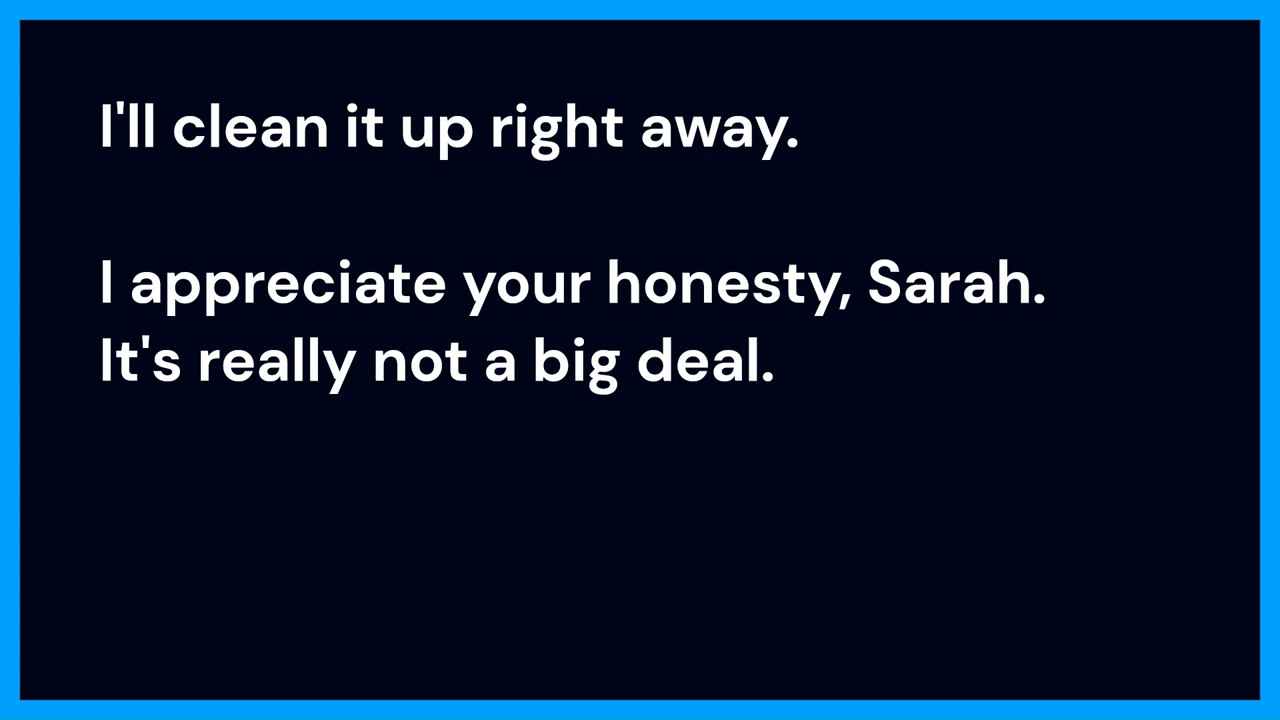 I'll clean it up right away.
I appreciate your honesty, Sarah.
It's really not a big deal.